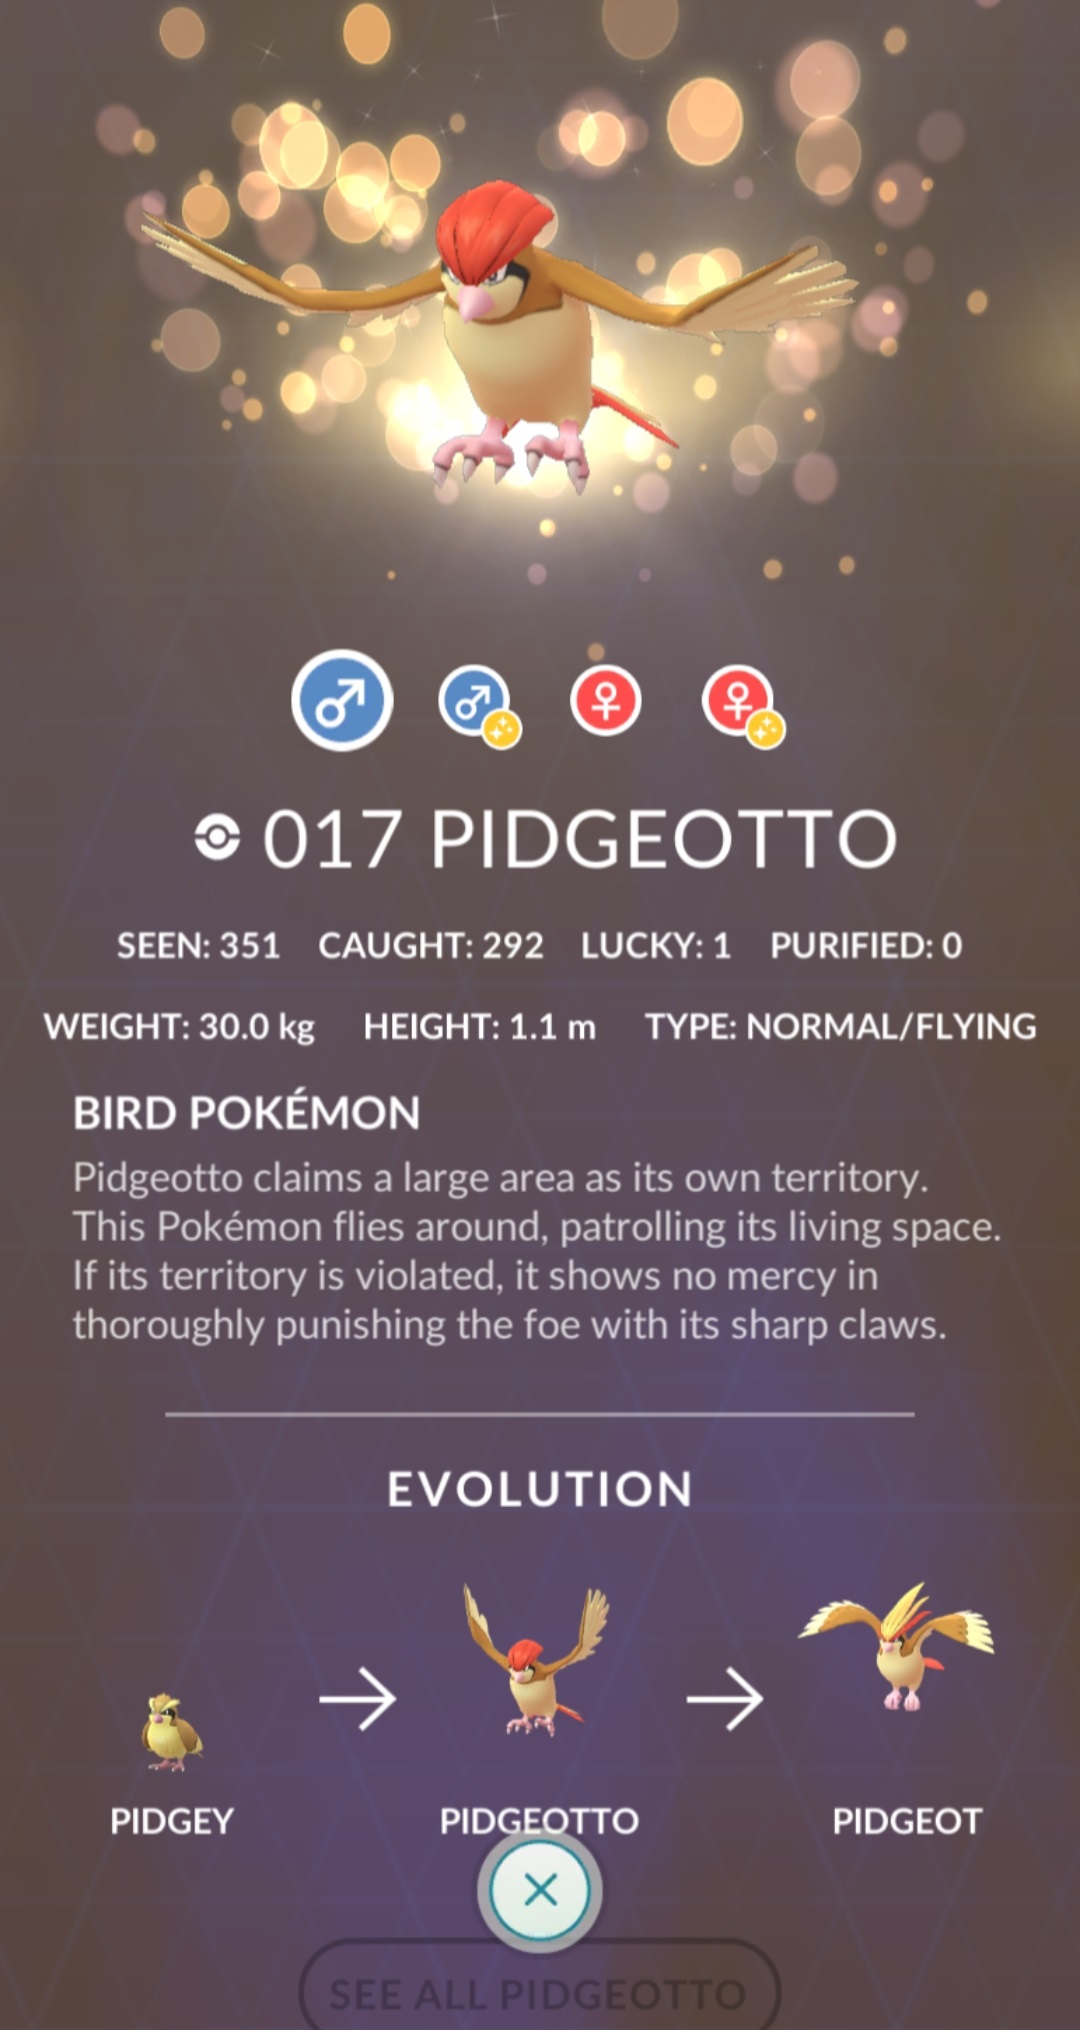 017 PIDGEOTTO
SEEN: 351 CAUGHT: 292 LUCKY: 1 PURIFIED: 0
WEIGHT: 30.0 kg HEIGHT: 1.1 m TYPE: NORMAL/FLYING
BIRD POKÉMON
Pidgeotto claims a large area as its own territory.
This Pokémon flies around, patrolling its living space.
If its territory is violated, it shows no mercy in
thoroughly punishing the foe with its sharp claws.
EVOLUTION
PIDGEY PIDGEOTTO PIDGEOT
SEE ALL PIDGEOTTO